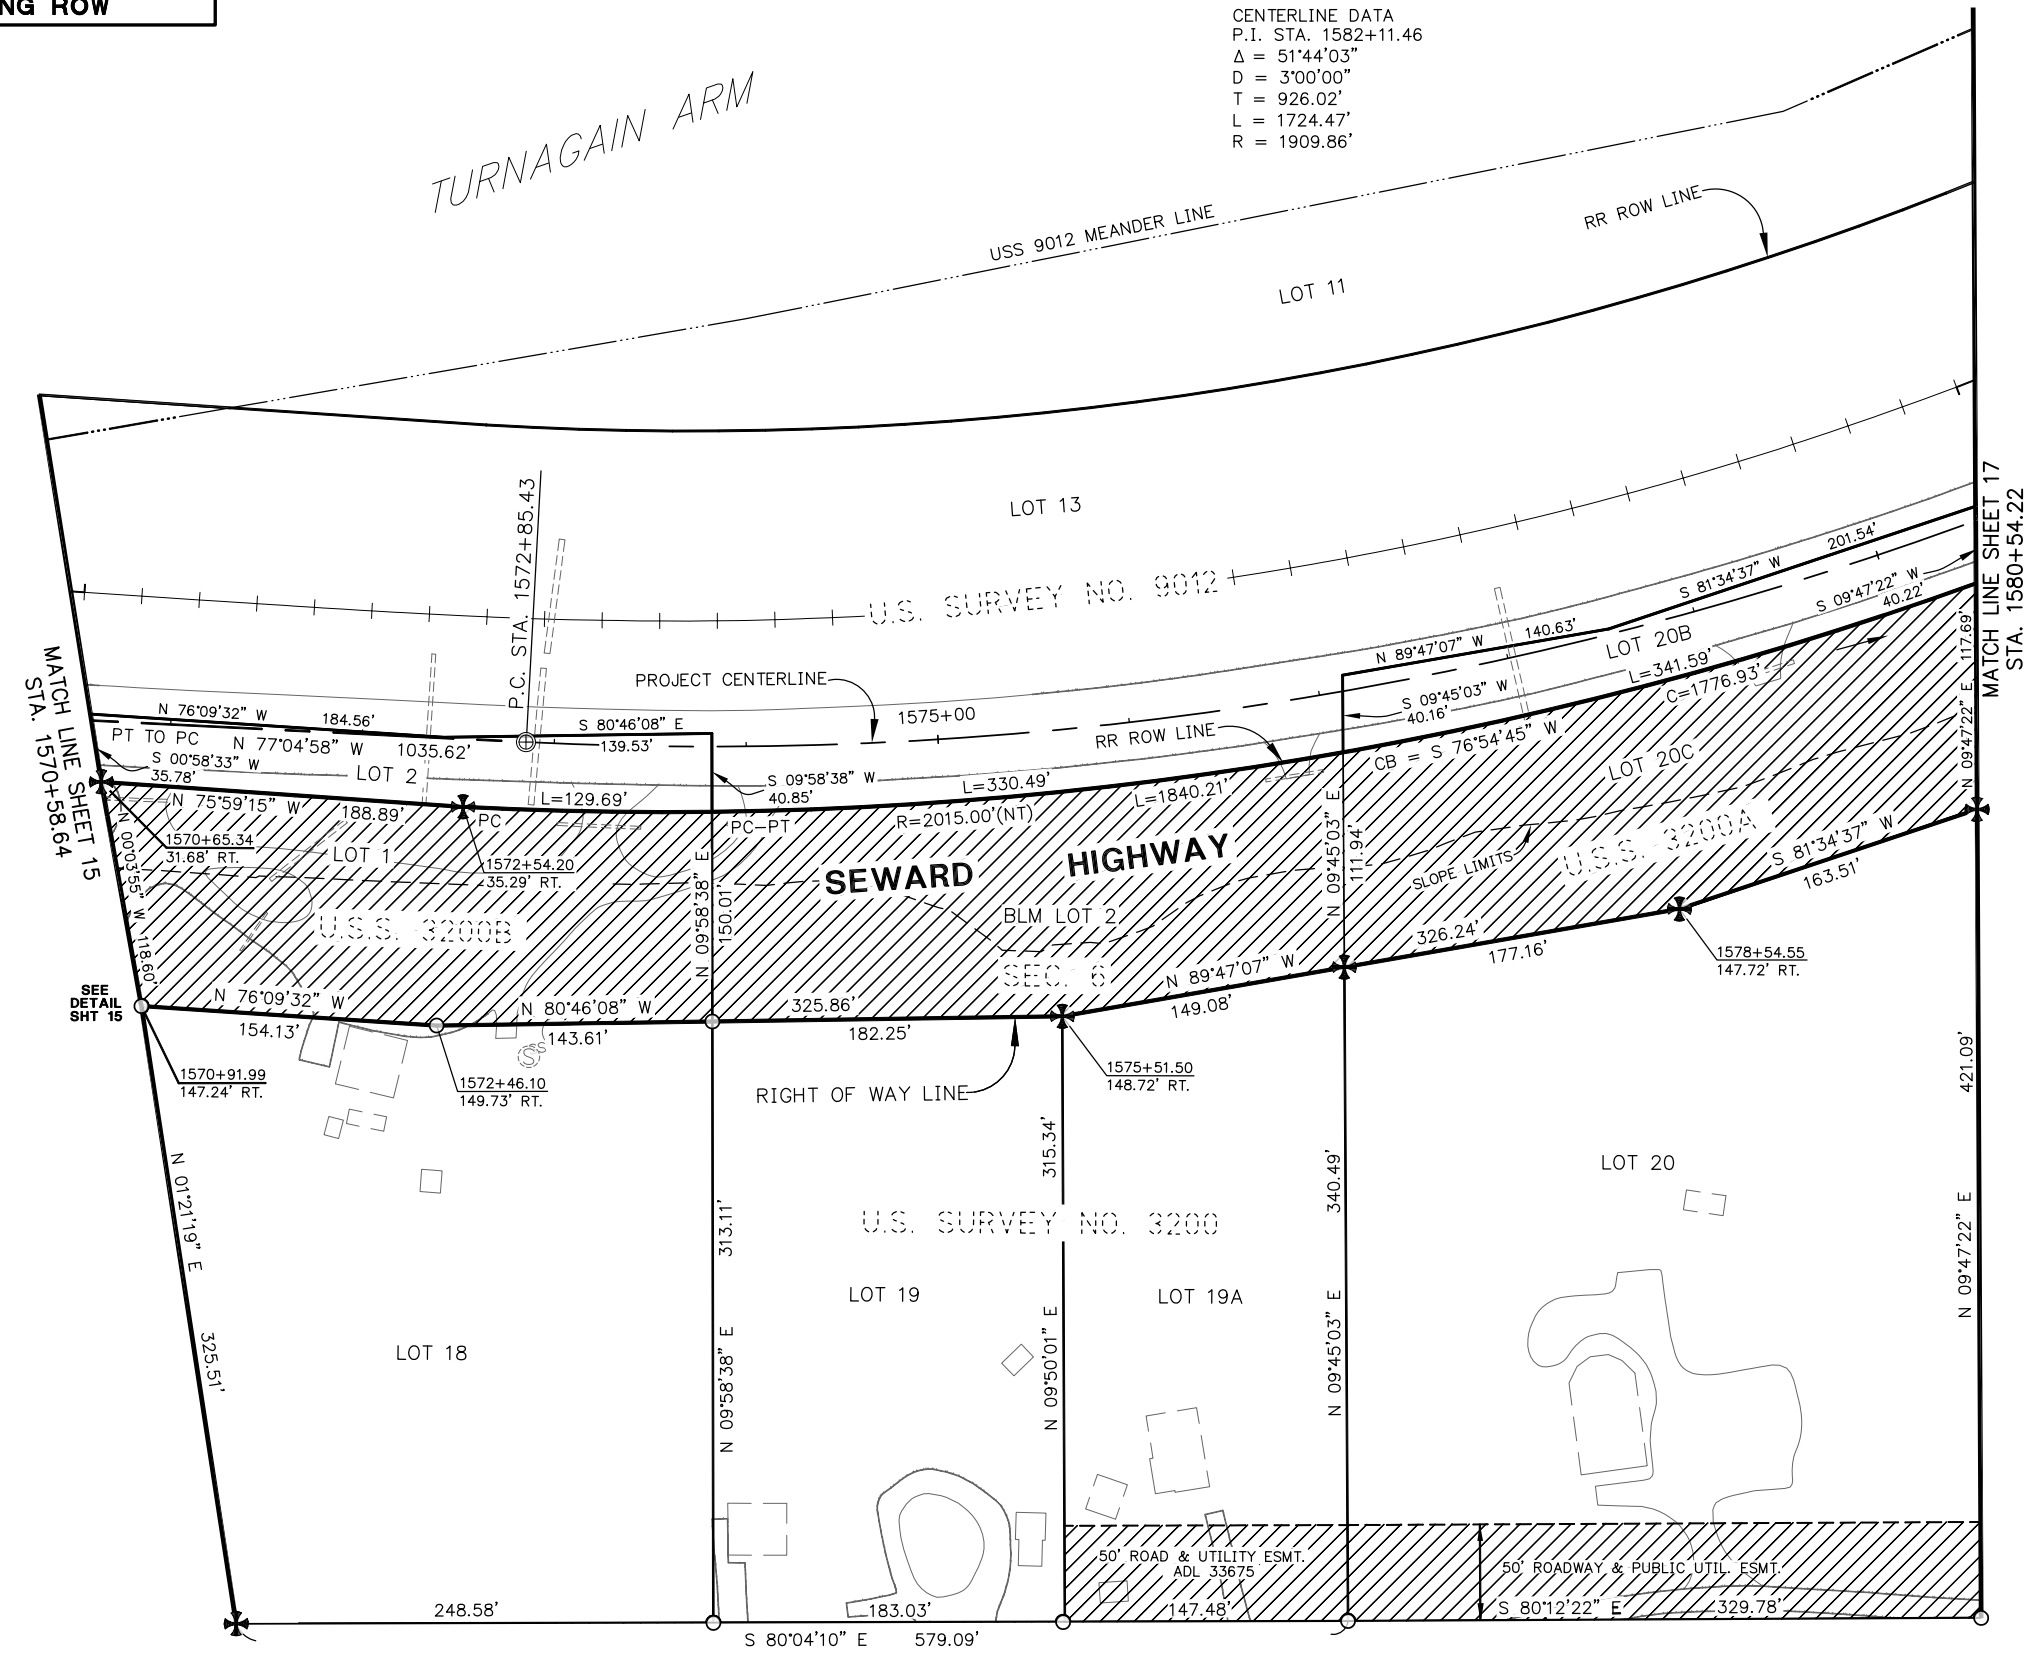 NG ROW
CENTERLINE DATA
P.I. STA. 1582+11.46
Δ = 51°44'03"
D = 3°00'00"
T = 926.02'
L = 1724.47'
R = 1909.86'
TURNAGAIN ARM
USS 9012 MEANDER LINE
RR ROW LINE
LOT 11
LOT 13
P.C. STA. 1572+85.43
U.S. SURVEY NO. 9012
MATCH LINE SHEET 17
STA. 1580+54.22
MATCH LINE SHEET 15
STA. 1570+58.64
PROJECT CENTERLINE
1575+00
RR ROW LINE
N 76°09'32" W 184.56'
PT TO PC N 77°04'58" W 1035.62'
S 80°46'08" E
139.53'
S 00°58'33" W
35.78'
LOT 2
S 09°58'38" W
40.85'
N 89°47'07" W 140.63'
S 81°34'37" W 201.54'
S 09°47'22" W
40.22'
S 09°45'03" W
40.16'
LOT 20B
L=341.59'
C=1776.93'
CB = S 76°54'45" W
LOT 20C
N 75°59'15" W 188.89'
PC
L=129.69'
PC-PT
L=330.49'
R=2015.00'(NT)
L=1840.21'
1570+65.34
31.68' RT.
LOT 1
1572+54.20
35.29' RT.
SEWARD HIGHWAY
U.S.S. 3200B
BLM LOT 2
SEC. 6
SLOPE LIMITS
U.S.S. 3200A
N 00°03'55" W 118.60'
N 09°58'38" E
150.01'
N 09°45'03" E
111.94'
N 09°47'22" E 117.69'
S 81°34'37" W
163.51'
326.24'
177.16'
1578+54.55
147.72' RT.
SEE
DETAIL
SHT 15
N 76°09'32" W
154.13'
N 80°46'08" W
143.61'
325.86'
182.25'
N 89°47'07" W
149.08'
S
S
1570+91.99
147.24' RT.
1572+46.10
149.73' RT.
RIGHT OF WAY LINE
1575+51.50
148.72' RT.
N 01°21'19" E
325.51'
313.11'
N 09°58'38" E
315.34'
N 09°50'01" E
340.49'
N 09°45'03" E
421.09'
N 09°47'22" E
U.S. SURVEY NO. 3200
LOT 18
LOT 19
LOT 19A
LOT 20
50' ROAD & UTILITY ESMT.
ADL 33675
50' ROADWAY & PUBLIC UTIL. ESMT.
248.58'
183.03'
147.48'
S 80°12'22" E 329.78'
S 80°04'10" E 579.09'